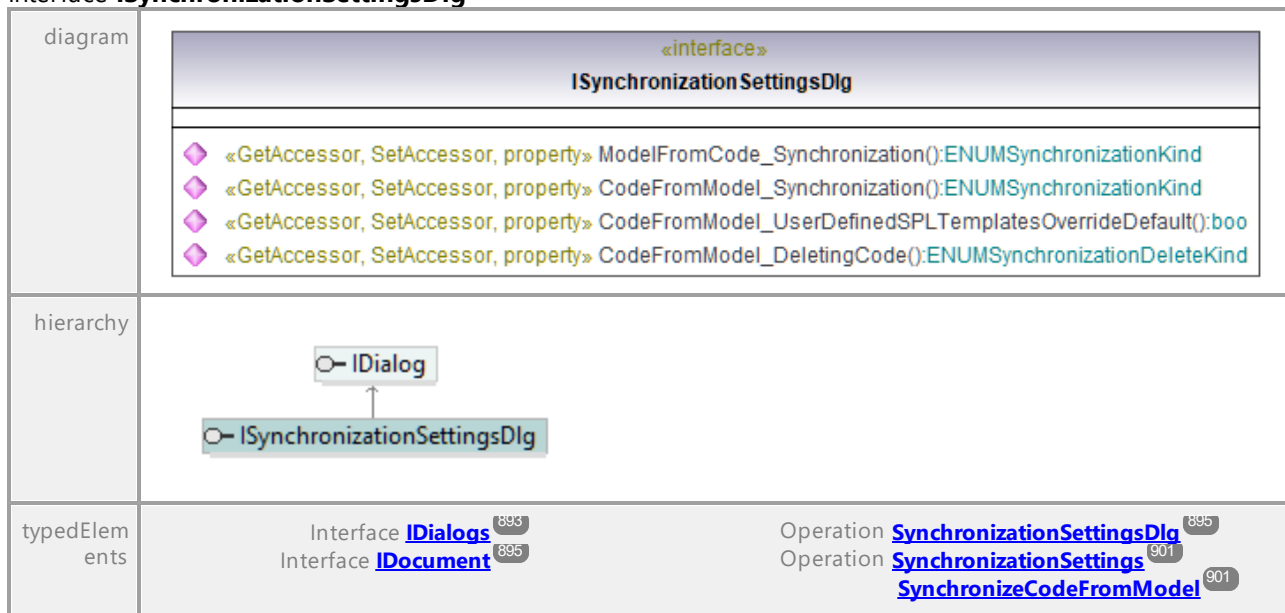 diagram
«interface»
ISynchronizationSettingsDlg
«GetAccessor, SetAccessor, property» ModelFromCode_Synchronization():ENUMSynchronizationKind
«GetAccessor, SetAccessor, property» CodeFromModel_Synchronization():ENUMSynchronizationKind
«GetAccessor, SetAccessor, property» CodeFromModel_UserDefinedSPLTemplatesOverrideDefault():boo
«GetAccessor, SetAccessor, property» CodeFromModel_DeletingCode():ENUMSynchronizationDeleteKind
hierarchy
IDialog
ISynchronizationSettingsDlg
typedElem
ents
Interface IDialogs 893
Operation SynchronizationSettingsDlg 895
Interface IDocument 895
Operation SynchronizationSettings 901
SynchronizeCodeFromModel 901